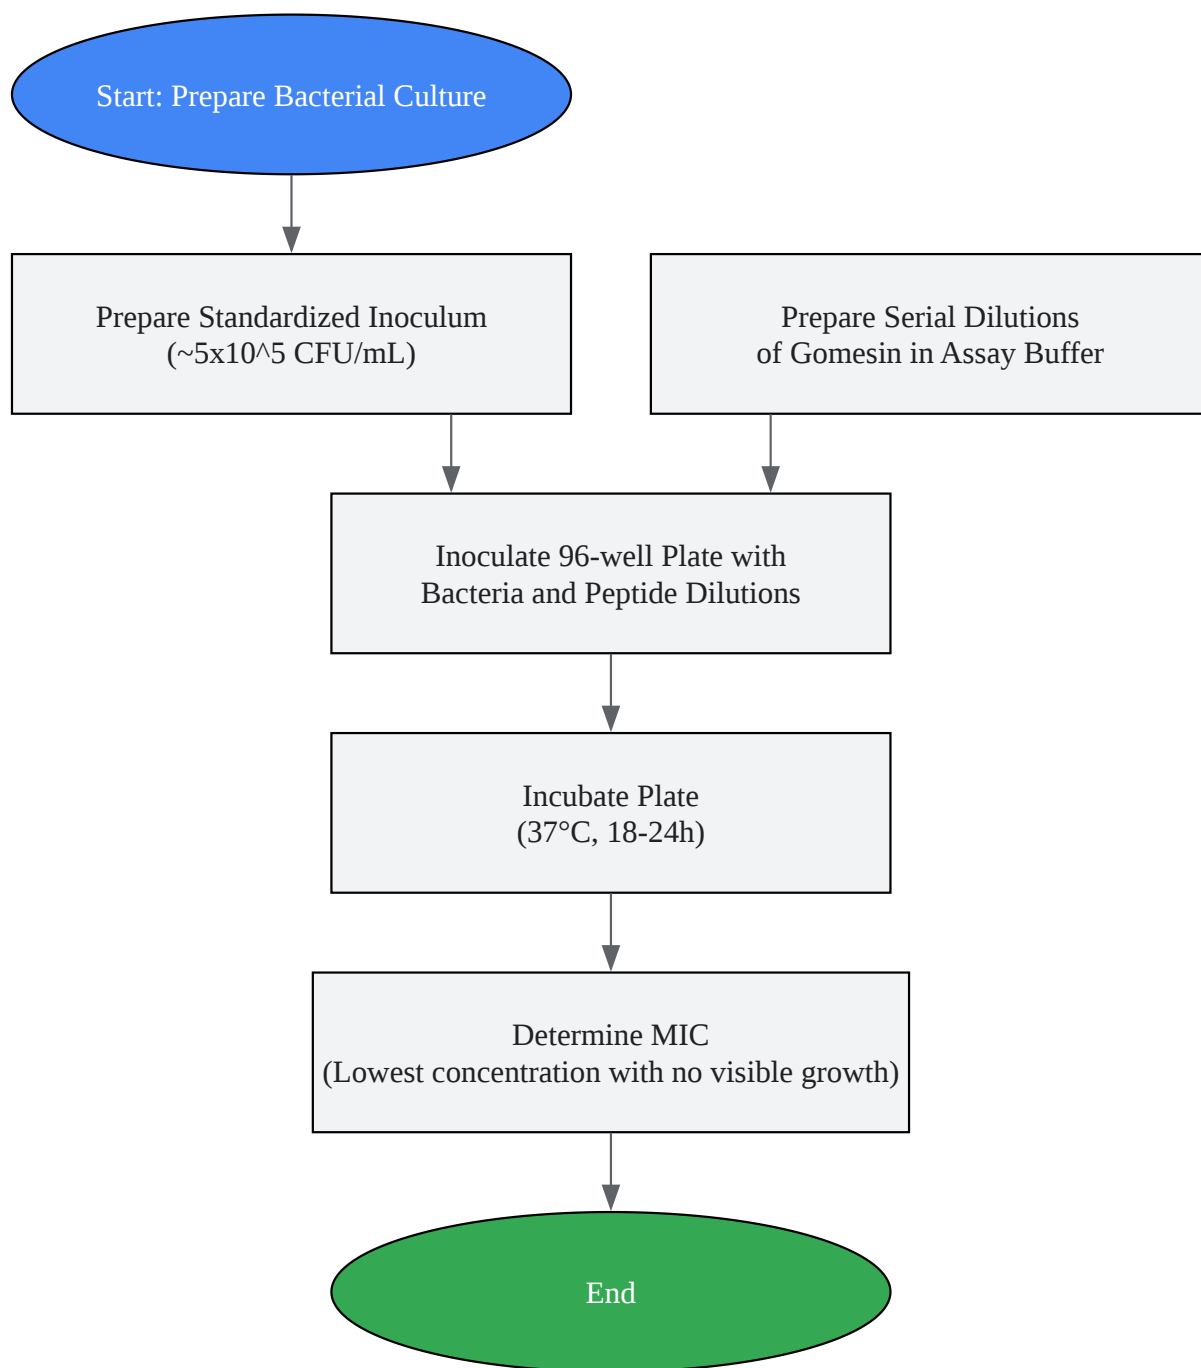 Start: Prepare Bacterial Culture
Prepare Standardized Inoculum
(~5x10^5 CFU/mL)
Prepare Serial Dilutions
of Gomesin in Assay Buffer
Inoculate 96-well Plate with
Bacteria and Peptide Dilutions
Incubate Plate
(37°C, 18-24h)
Determine MIC
(Lowest concentration with no visible growth)
End